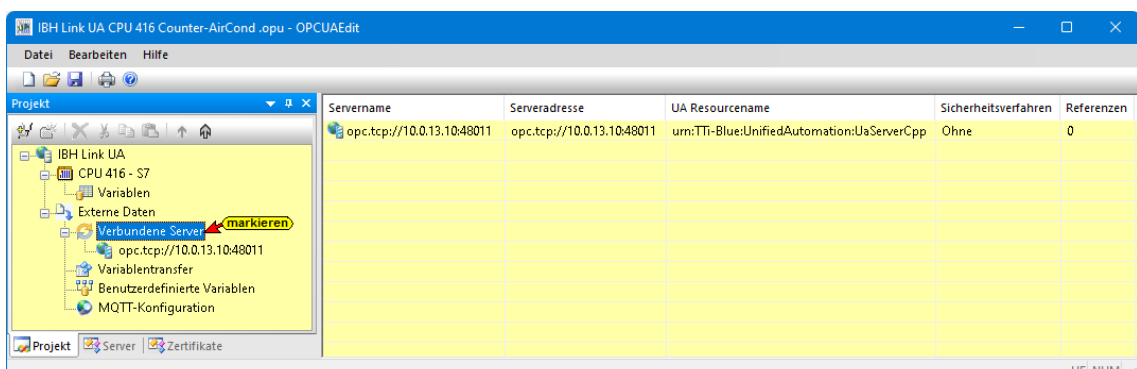 IBH Link UA CPU 416 Counter-AirCond .opu - OPCUAEdit
Datei Bearbeiten Hilfe
Projekt
IBH Link UA
CPU 416 - S7
Variablen
Externe Daten
Verbundene Server markieren
opc.tcp://10.0.13.10:48011
Variablentransfer
Benutzerdefinierte Variablen
MQTT-Konfiguration
Projekt Server Zertifikate
Servername Serveradresse UA Resourcename Sicherheitsverfahren Referenzen
opc.tcp://10.0.13.10:48011 opc.tcp://10.0.13.10:48011 urn:TTi-Blue:UnifiedAutomation:UaServerCpp Ohne 0